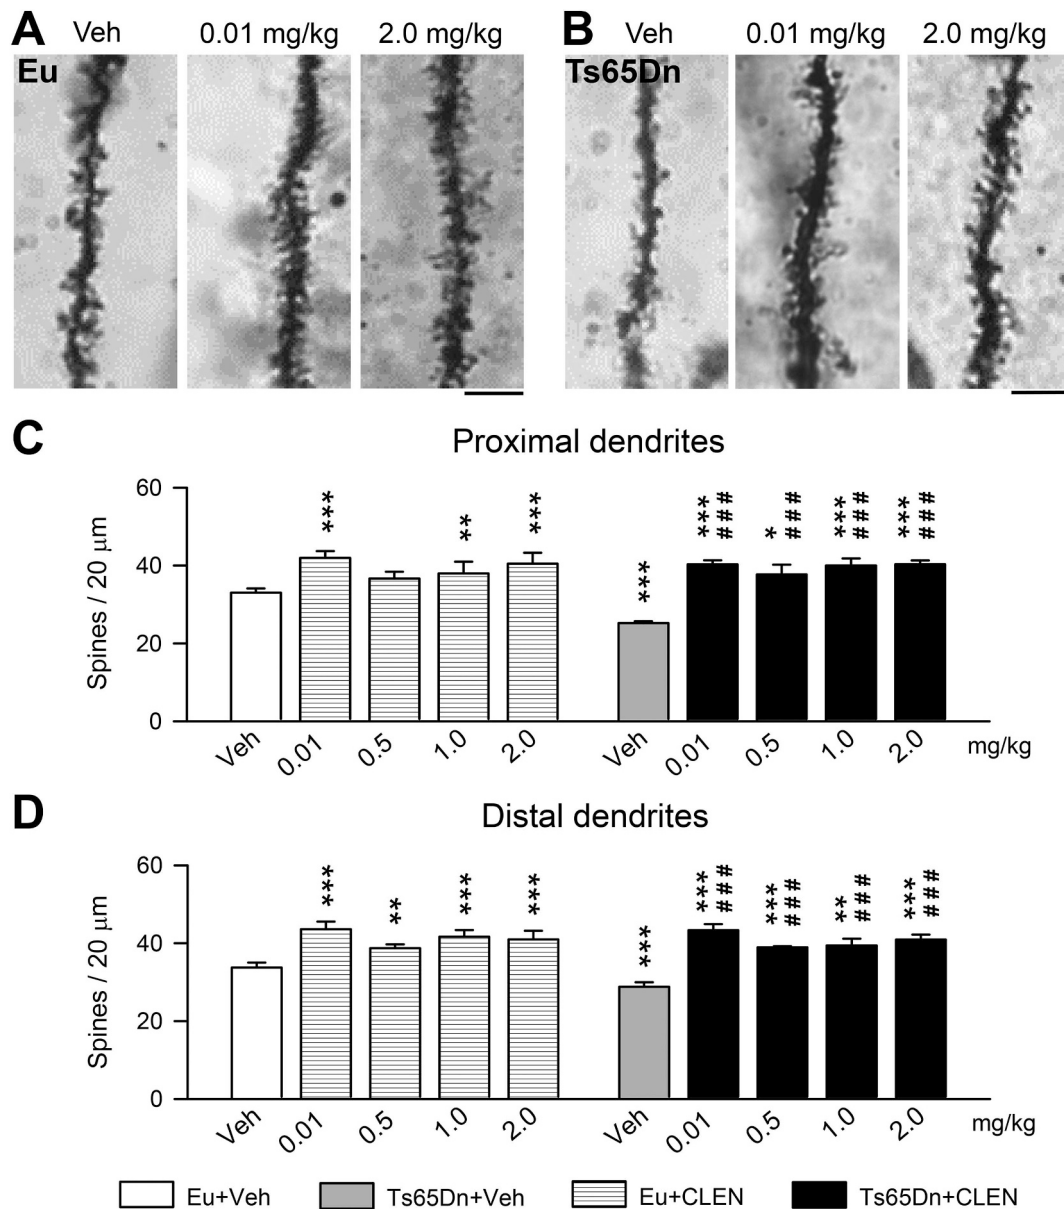 A Veh 0.01 mg/kg 2.0 mg/kg
Eu
B Veh 0.01 mg/kg 2.0 mg/kg
Ts65Dn
C Proximal dendrites
Spines / 20 μm
60
40
20
0
*** ** *** *** *** ### * ### *** ### *** ###
Veh 0.01 0.5 1.0 2.0 Veh 0.01 0.5 1.0 2.0 mg/kg
D Distal dendrites
Spines / 20 μm
60
40
20
0
*** ** *** *** *** *** ### *** ### ** ### *** ###
Veh 0.01 0.5 1.0 2.0 Veh 0.01 0.5 1.0 2.0 mg/kg
Eu+Veh Ts65Dn+Veh Eu+CLEN Ts65Dn+CLEN